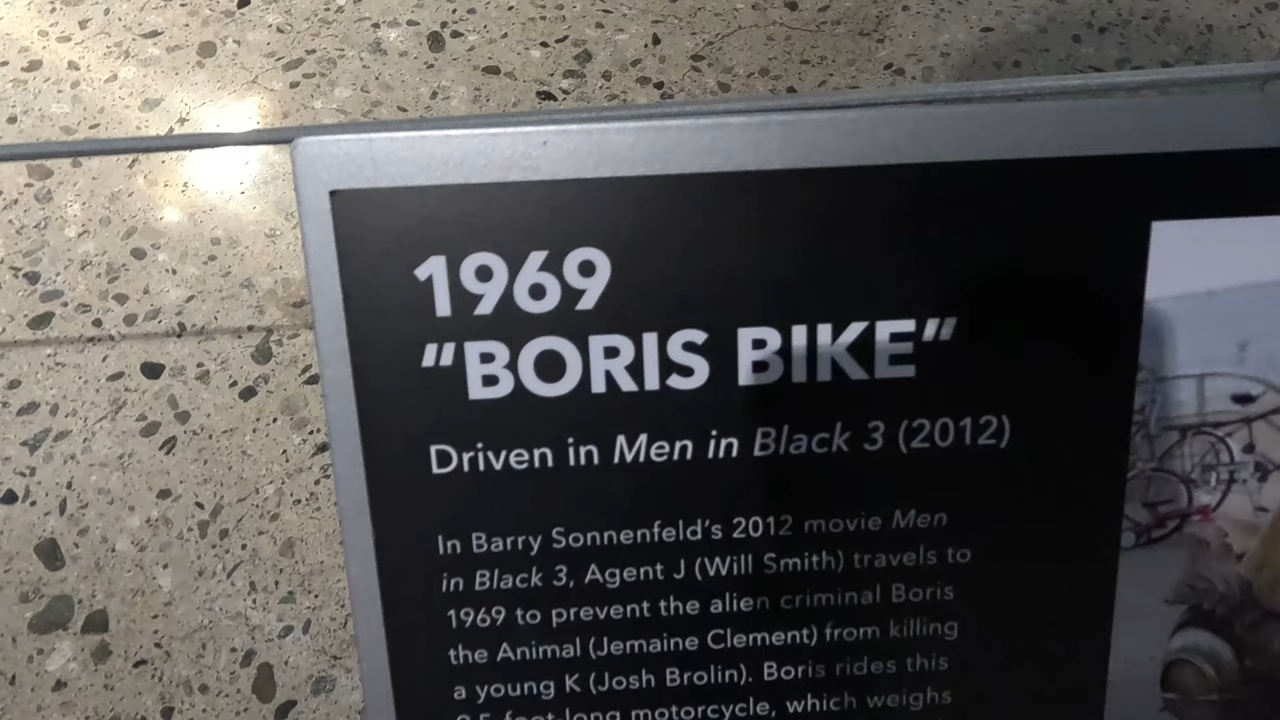 1969
“BORIS BIKE”
Driven in Men in Black 3 (2012)
In Barry Sonnenfeld’s 2012 movie Men
in Black 3, Agent J (Will Smith) travels to
1969 to prevent the alien criminal Boris
the Animal (Jemaine Clement) from killing
a young K (Josh Brolin). Boris rides this
foot-long motorcycle, which weighs